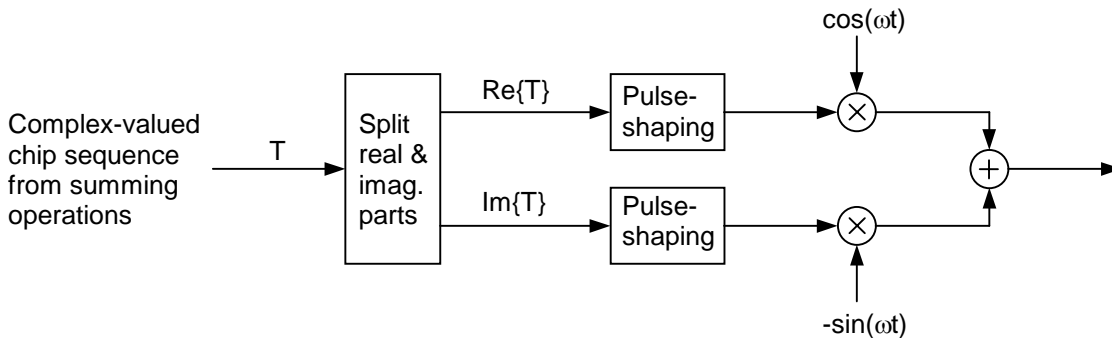 cos(ωt)
Complex-valued
chip sequence
from summing
operations
T
Split
real &
imag.
parts
Re{T}
Im{T}
Pulse-
shaping
Pulse-
shaping
-sin(ωt)